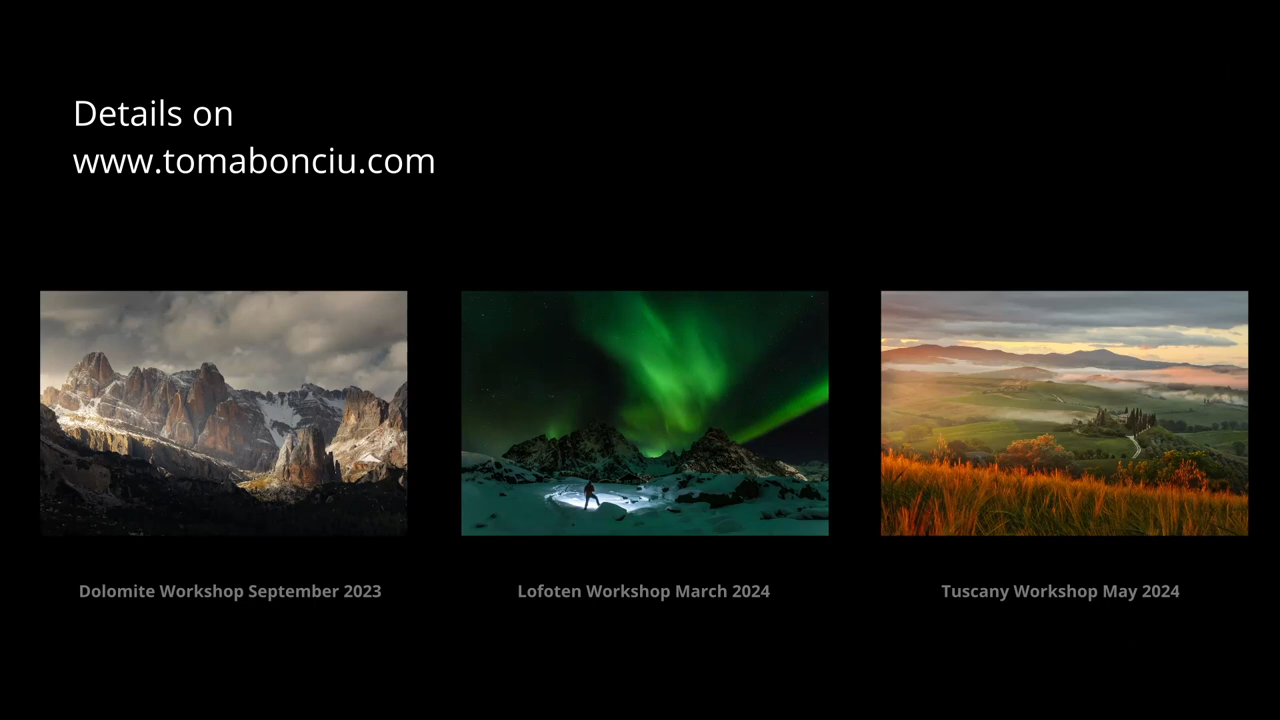 Details on
www.tomabonciu.com
Dolomite Workshop September 2023
Lofoten Workshop March 2024
Tuscany Workshop May 2024